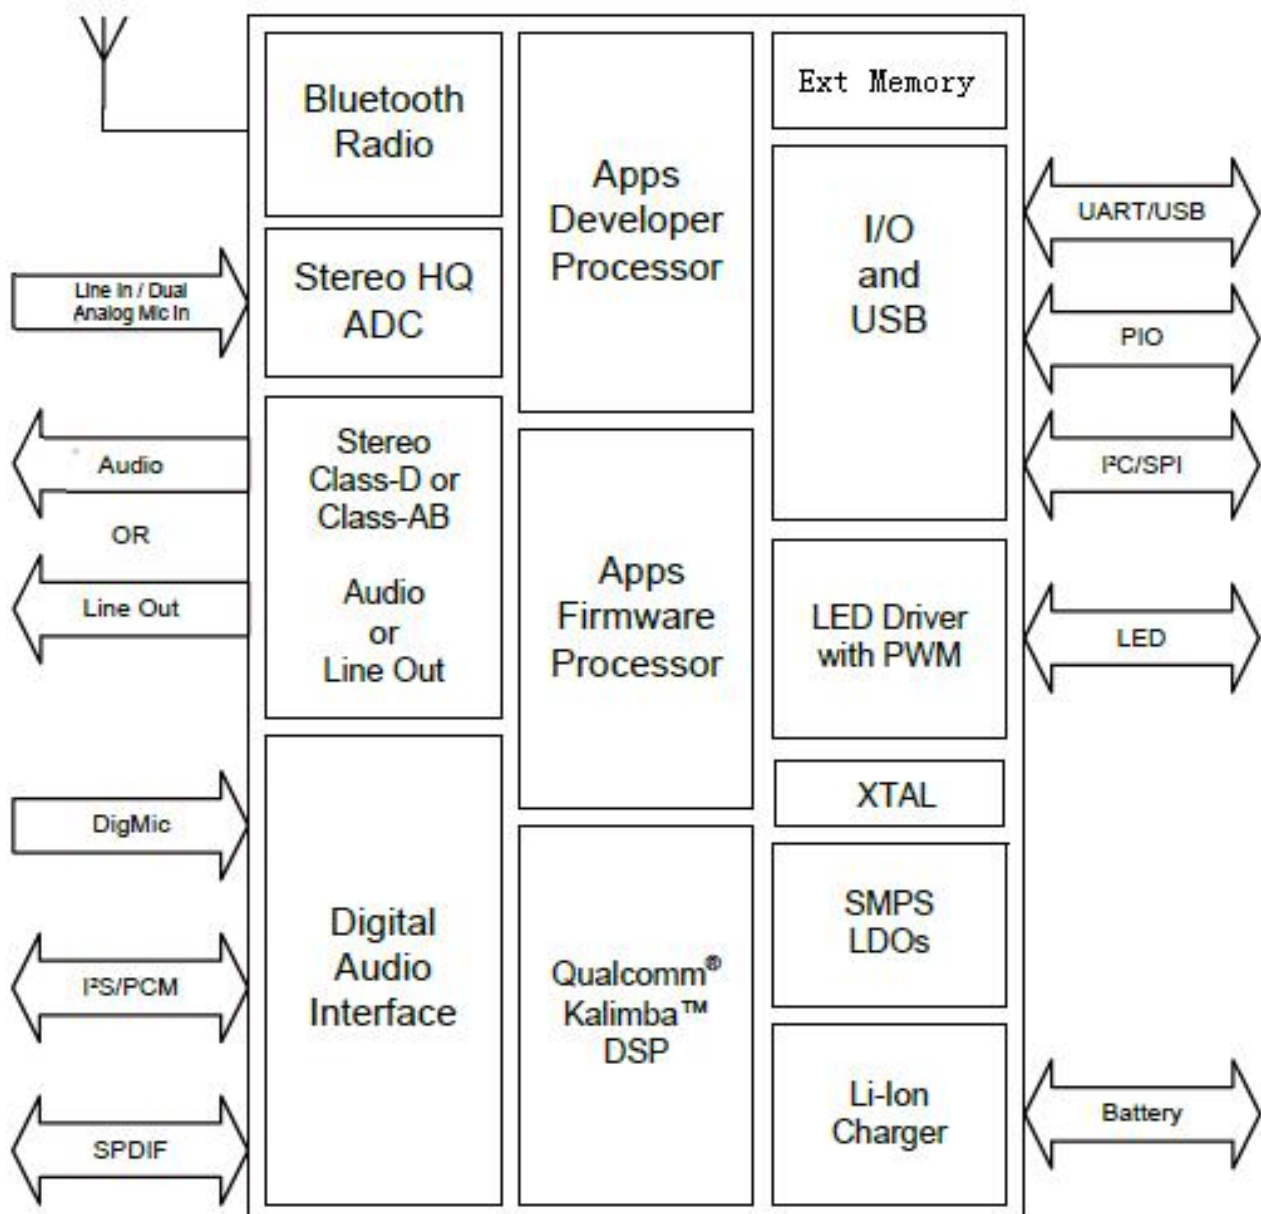 Bluetooth
Radio
Stereo HQ
ADC
Line In / Dual
Analog Mic In
Stereo
Class-D or
Class-AB
Audio
or
Line Out
Audio
OR
Line Out
Digital
Audio
Interface
DigMic
I²S/PCM
SPDIF
Apps
Developer
Processor
Apps
Firmware
Processor
Qualcomm®
Kalimba™
DSP
Ext Memory
I/O
and
USB
UART/USB
PIO
I²C/SPI
LED Driver
with PWM
LED
XTAL
SMPS
LDOs
Li-Ion
Charger
Battery